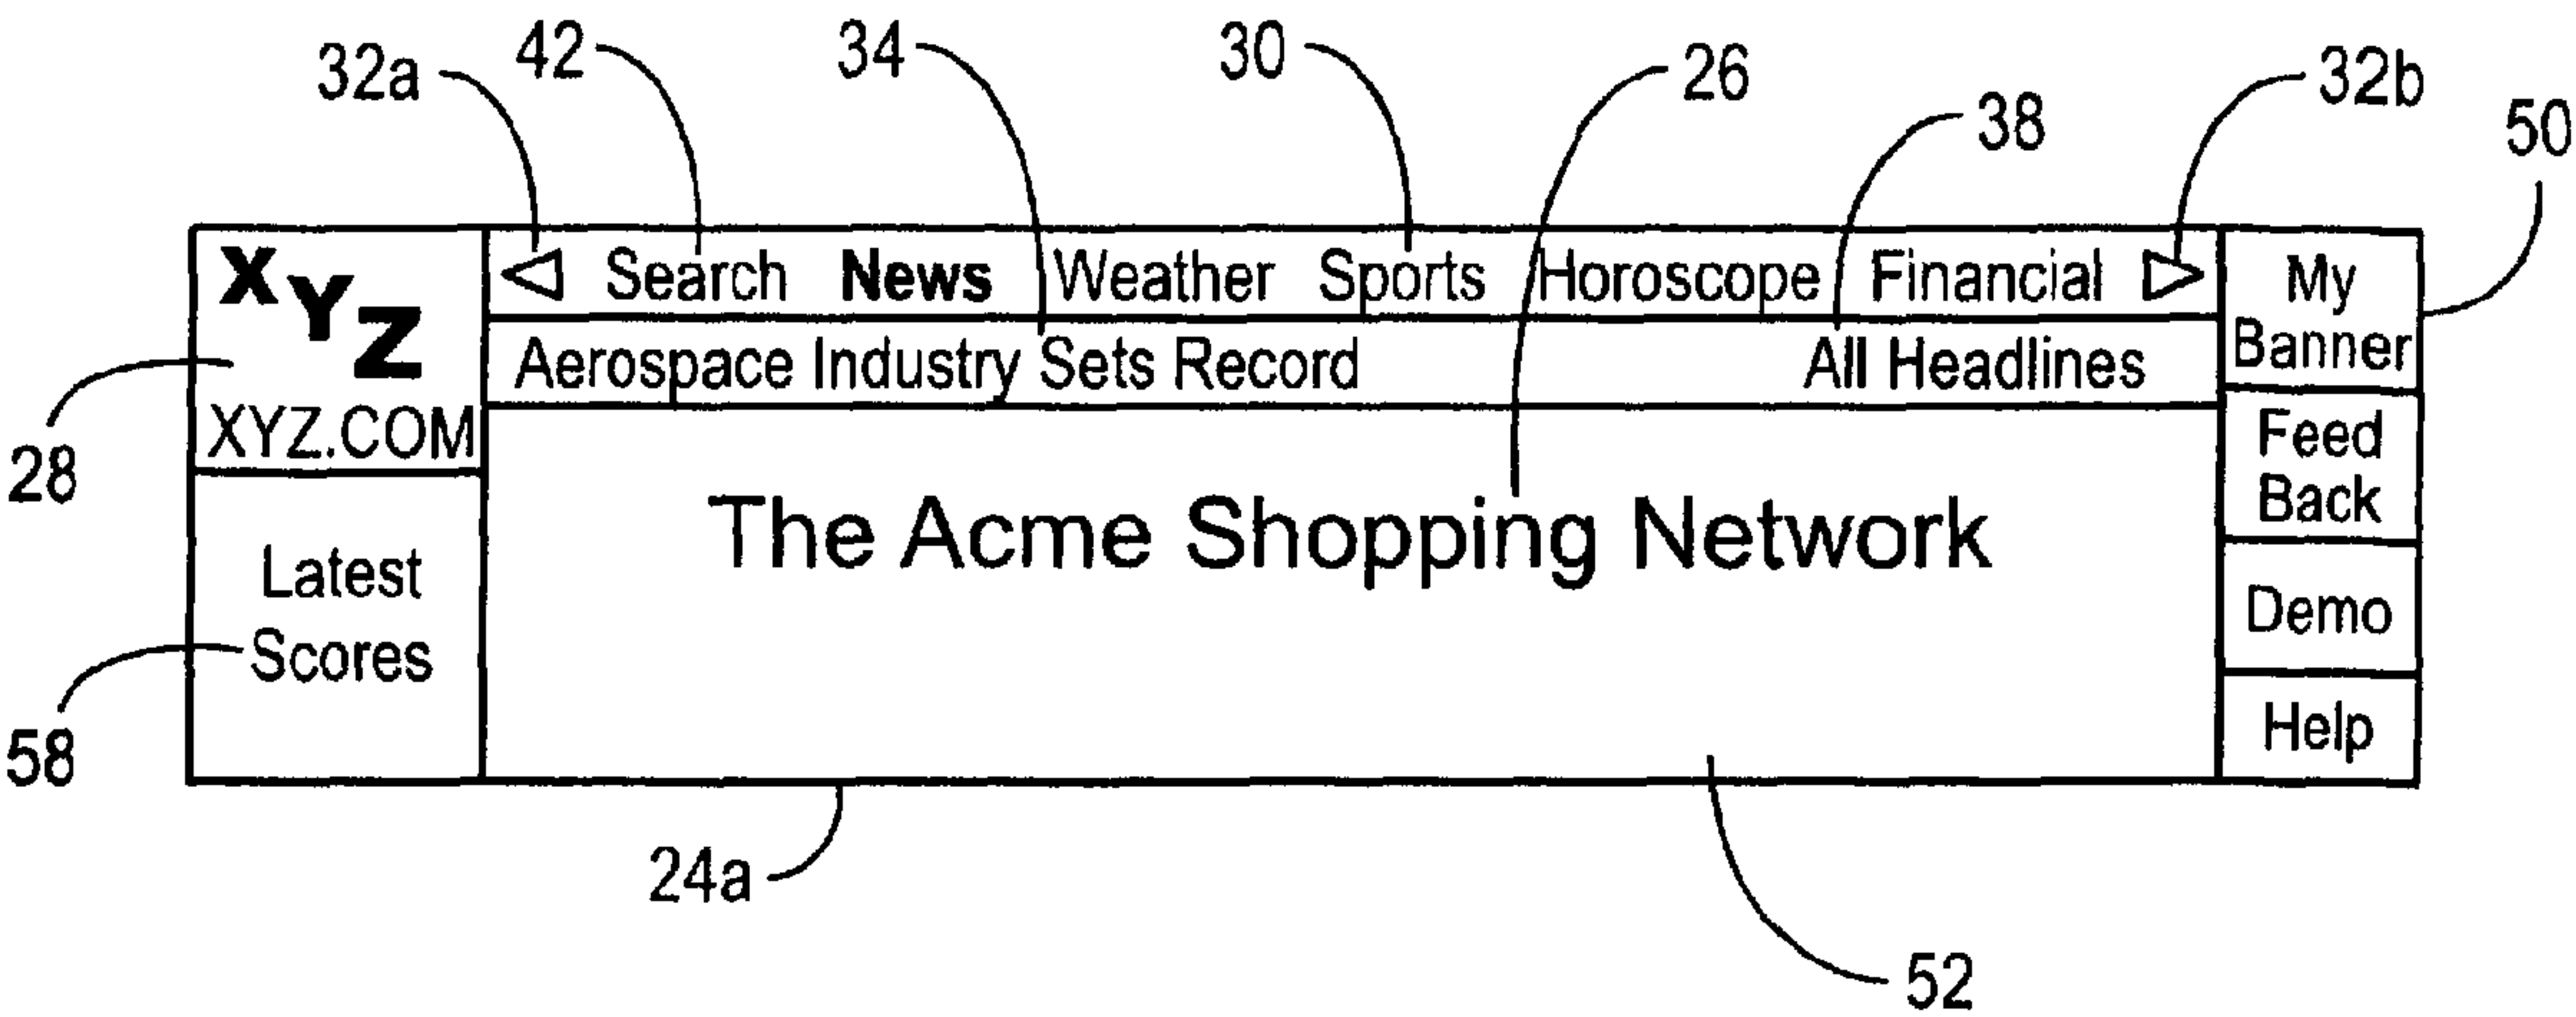 32a 42 34 30 26 38 32b 50
X Y Z
XYZ.COM
28
Latest
Scores
58
Search News Weather Sports Horoscope Financial
Aerospace Industry Sets Record All Headlines
The Acme Shopping Network
My
Banner
Feed
Back
Demo
Help
24a
52